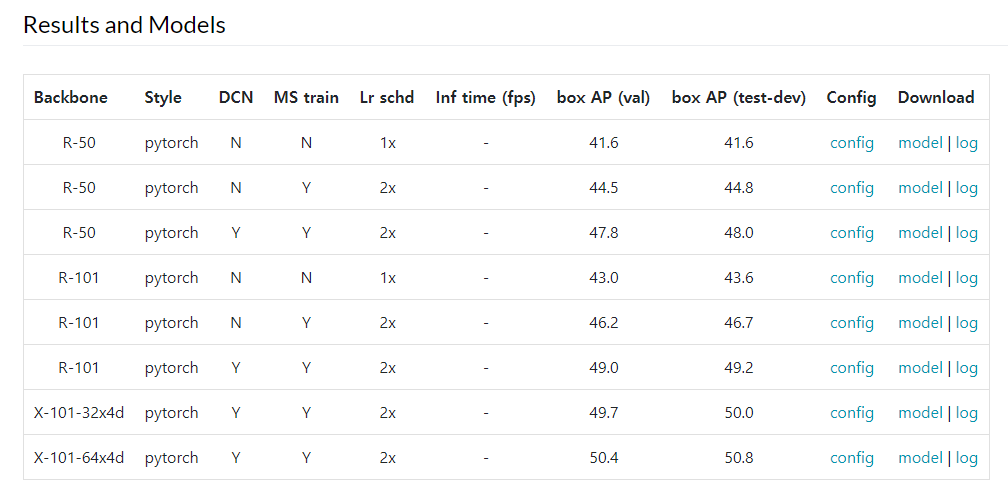 Results and Models
Backbone Style DCN MS train Lr schd Inf time (fps) box AP (val) box AP (test-dev) Config Download
R-50 pytorch N N 1x - 41.6 41.6 config model | log
R-50 pytorch N Y 2x - 44.5 44.8 config model | log
R-50 pytorch Y Y 2x - 47.8 48.0 config model | log
R-101 pytorch N N 1x - 43.0 43.6 config model | log
R-101 pytorch N Y 2x - 46.2 46.7 config model | log
R-101 pytorch Y Y 2x - 49.0 49.2 config model | log
X-101-32x4d pytorch Y Y 2x - 49.7 50.0 config model | log
X-101-64x4d pytorch Y Y 2x - 50.4 50.8 config model | log